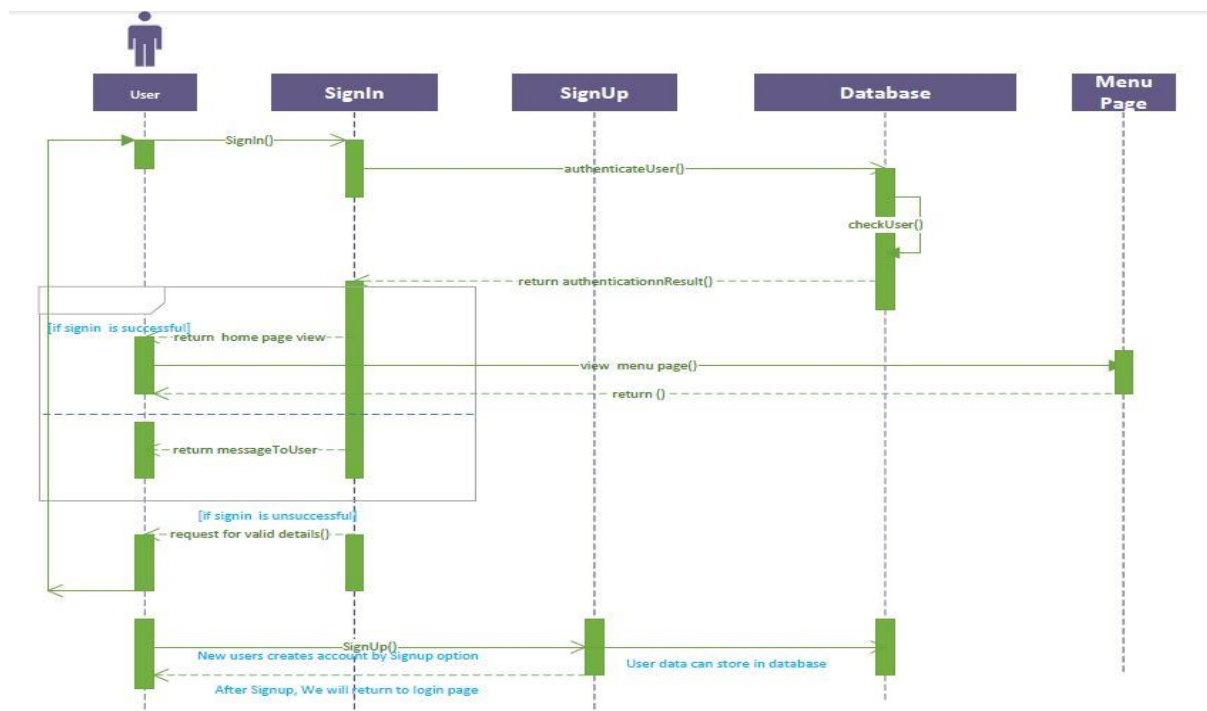 User
SignIn
SignUp
Database
Menu
Page
SignIn()
authenticateUser()
checkUser()
return authenticationnResult()
[if signin is successful]
return home page view
view menu page()
return ()
return messageToUser
[if signin is unsuccessful]
request for valid details()
SignUp()
New users creates account by Signup option
User data can store in database
After Signup, We will return to login page